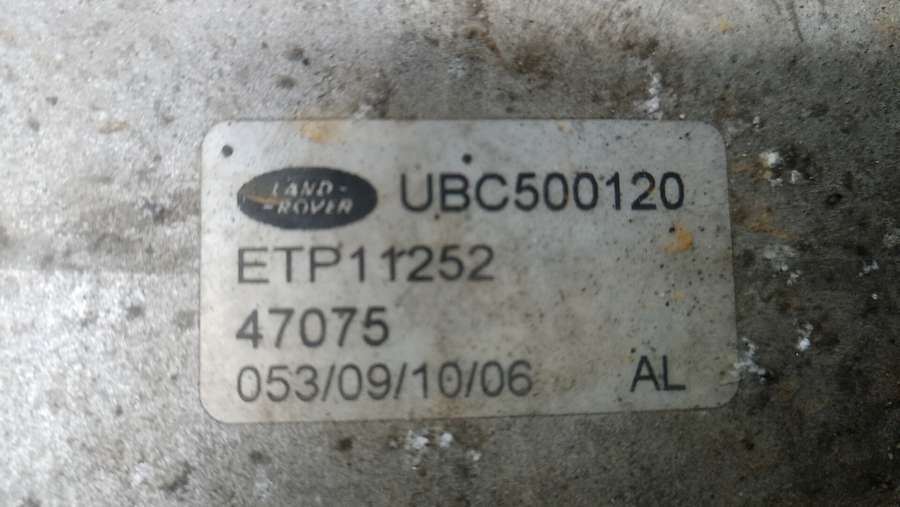 LAND-
-ROVER
UBC500120
ETP11252
47075
053/09/10/06 AL